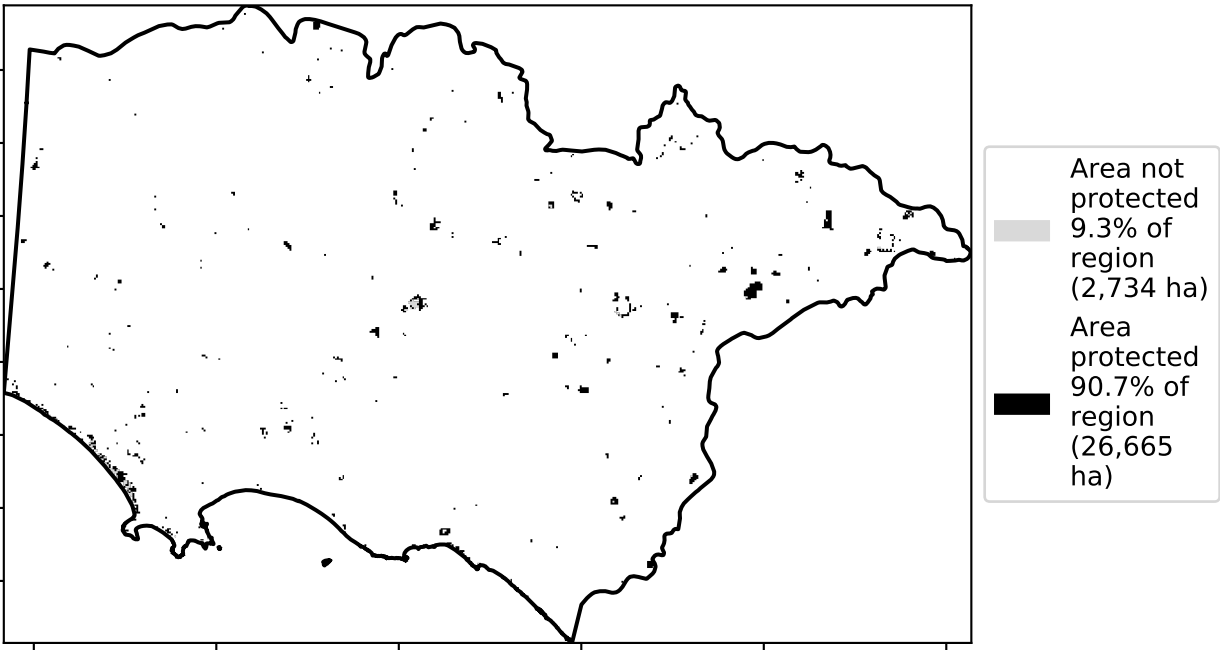 Area not
protected
9.3% of
region
(2,734 ha)
Area
protected
90.7% of
region
(26,665
ha)